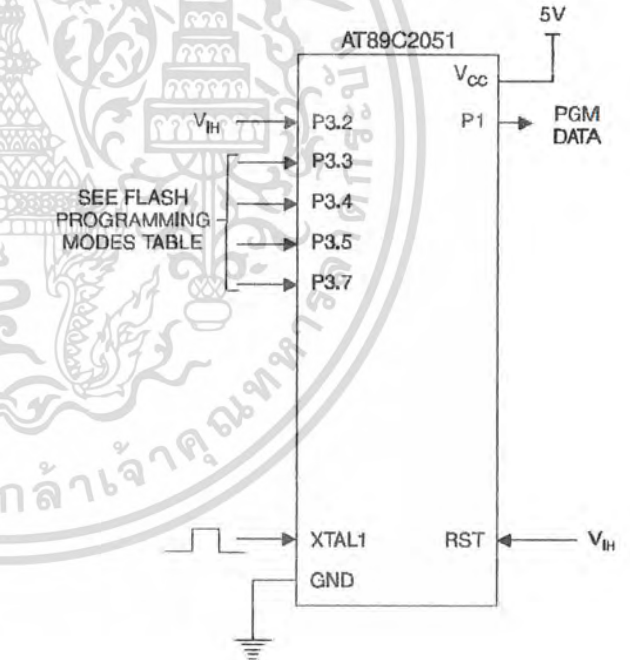 5V
AT89C2051
VCC
VIH
P3.2
P1
PGM
DATA
P3.3
SEE FLASH
PROGRAMMING
MODES TABLE
P3.4
P3.5
P3.7
XTAL1
RST
VIH
GND